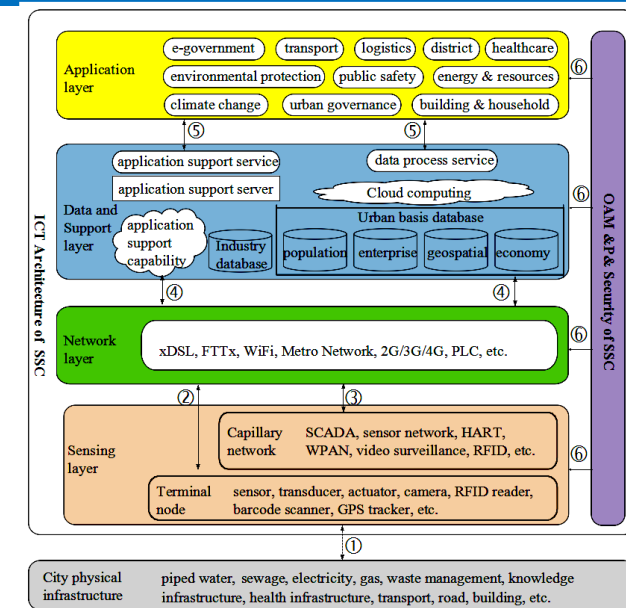 e-government transport logistics district healthcare
Application layer
environmental protection public safety energy & resources
climate change urban governance building & household
⑥
⑤ ⑤
application support service data process service
application support server Cloud computing
⑥
Data and Support layer
application support capability
Industry database
Urban basis database
population enterprise geospatial economy
④ ④
ICT Architecture of SSC
OAM &P& Security of SSC
Network layer
xDSL, FTTx, WiFi, Metro Network, 2G/3G/4G, PLC, etc.
⑥
② ③
Sensing layer
Capillary network
SCADA, sensor network, HART,
WPAN, video surveillance, RFID, etc.
⑥
Terminal node
sensor, transducer, actuator, camera, RFID reader,
barcode scanner, GPS tracker, etc.
①
City physical infrastructure
piped water, sewage, electricity, gas, waste management, knowledge
infrastructure, health infrastructure, transport, road, building, etc.